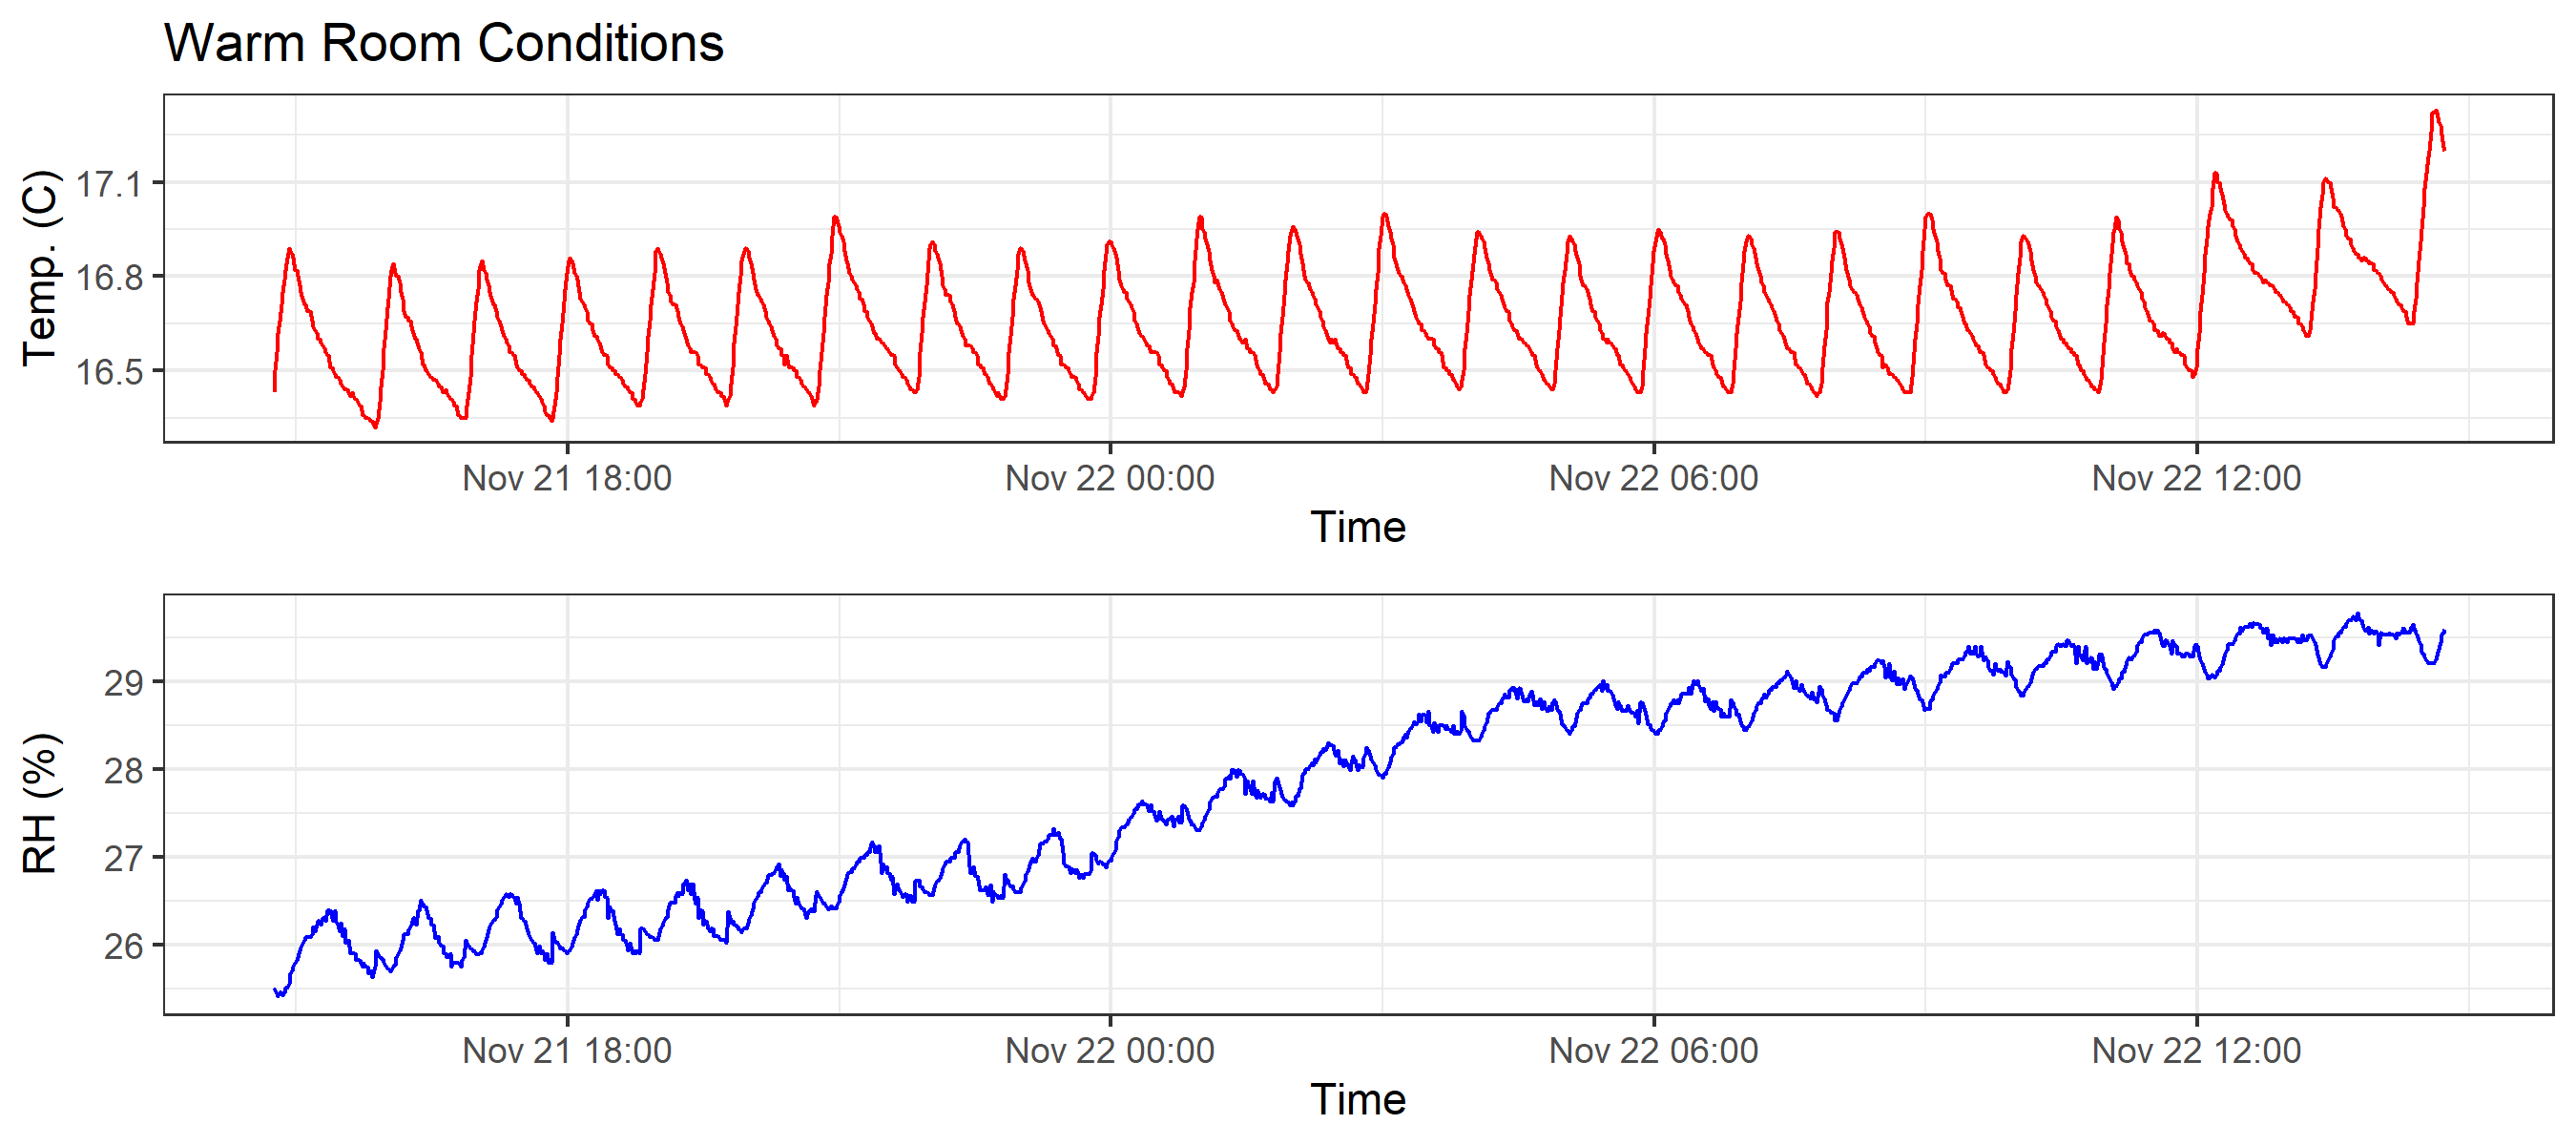 Warm Room Conditions
Temp. (C)
17.1
16.8
16.5
Nov 21 18:00 Nov 22 00:00 Nov 22 06:00 Nov 22 12:00
Time
RH (%)
29
28
27
26
Nov 21 18:00 Nov 22 00:00 Nov 22 06:00 Nov 22 12:00
Time